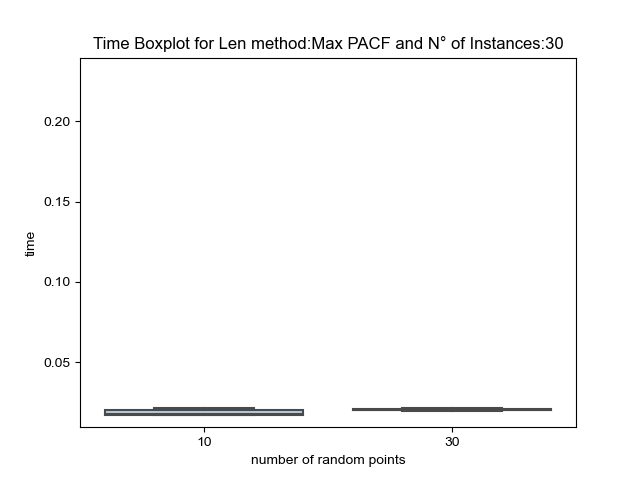 Time Boxplot for Len method:Max PACF and N° of Instances:30
0.20
0.15
time
0.10
0.05
10 30
number of random points